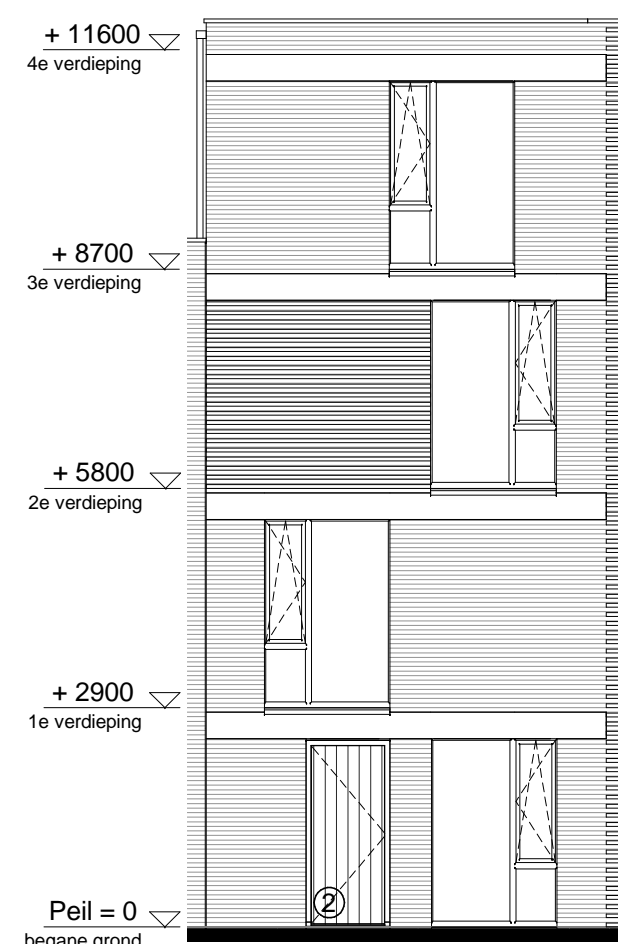 + 11600
4e verdieping
+ 8700
3e verdieping
+ 5800
2e verdieping
+ 2900
1e verdieping
2
Peil = 0
begane grond